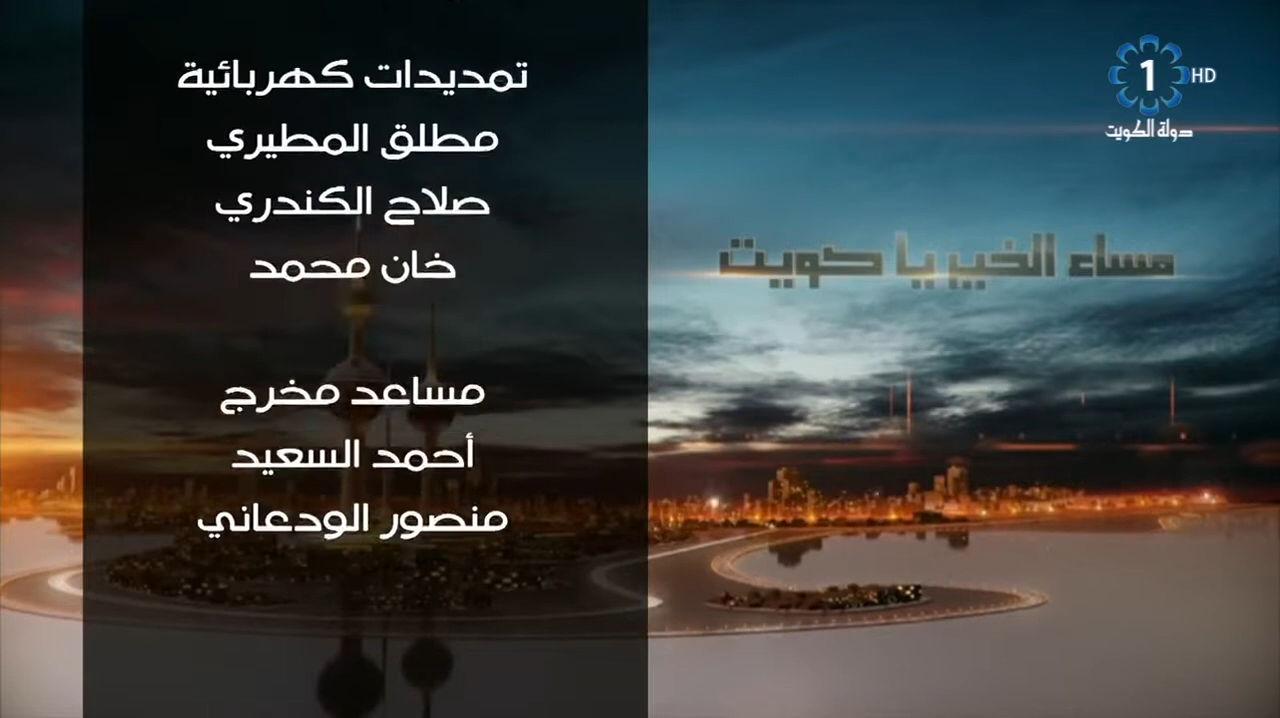 تمديدات كهربائية
مطلق المطيري
صلاح الكندري
خان محمد
مساعد مخرج
أحمد السعيد
منصور الودعاني
1 HD
دولة الكويت
مساء الخير يا كويت